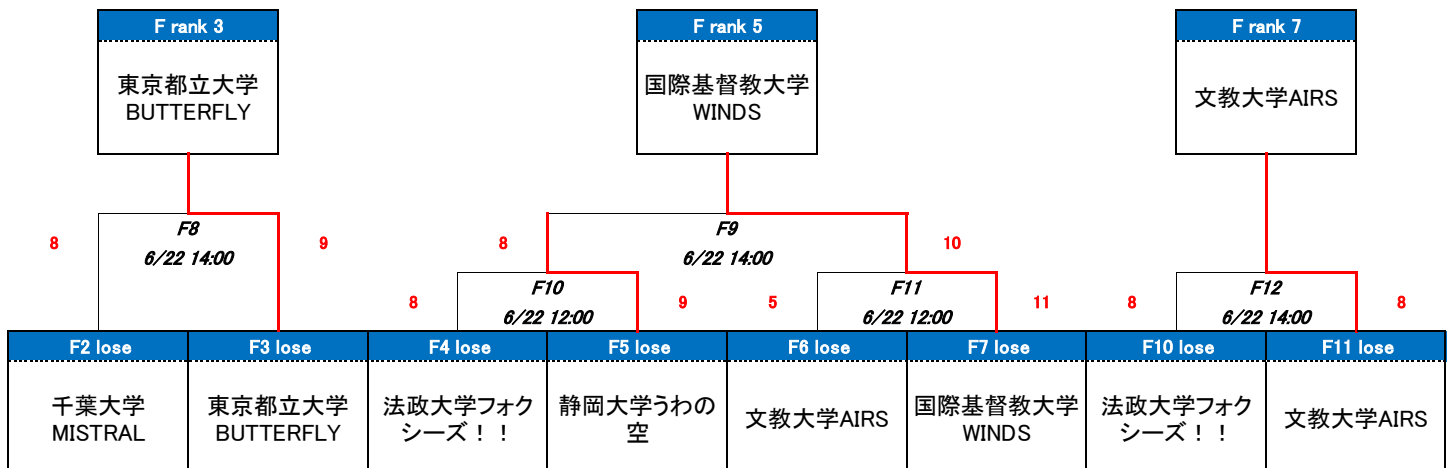 F rank 3
F rank 5
F rank 7
東京都立大学
BUTTERFLY
国際基督教大学
WINDS
文教大学AIRS
F8
6/22 14:00
8
9
F9
6/22 14:00
8
10
F10
6/22 12:00
8
9
F11
6/22 12:00
5
11
F12
6/22 14:00
8
8
F2 lose
F3 lose
F4 lose
F5 lose
F6 lose
F7 lose
F10 lose
F11 lose
千葉大学
MISTRAL
東京都立大学
BUTTERFLY
法政大学フォク
シーズ！！
静岡大学うわの
空
文教大学AIRS
国際基督教大学
WINDS
法政大学フォク
シーズ！！
文教大学AIRS